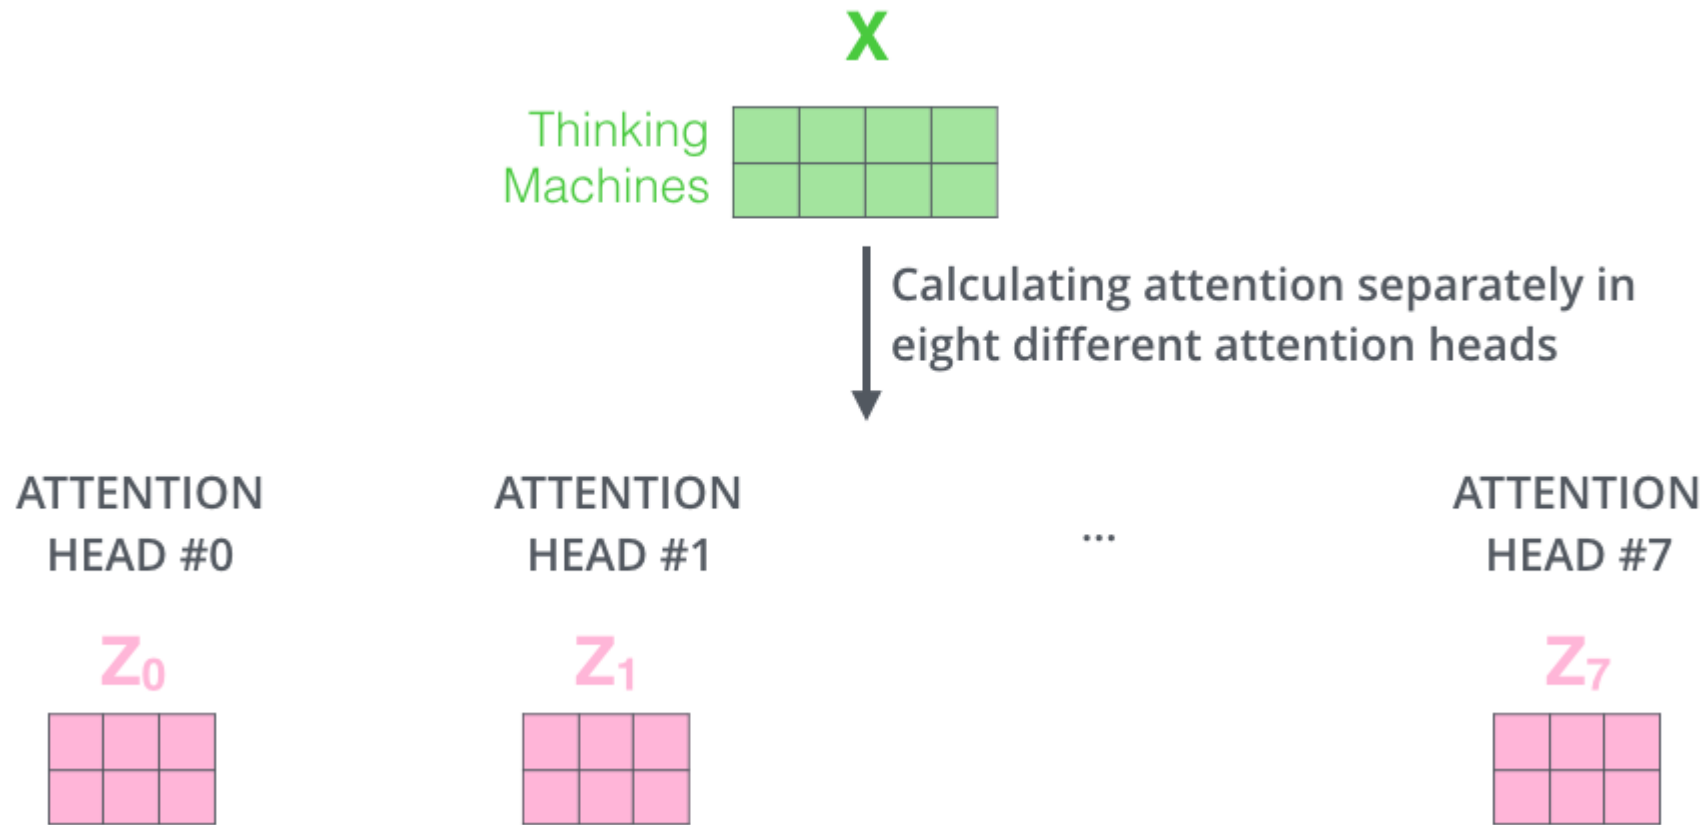 X
Thinking
Machines
Calculating attention separately in
eight different attention heads
ATTENTION
HEAD #0
ATTENTION
HEAD #1
...
ATTENTION
HEAD #7
Z₀
Z₁
Z₇